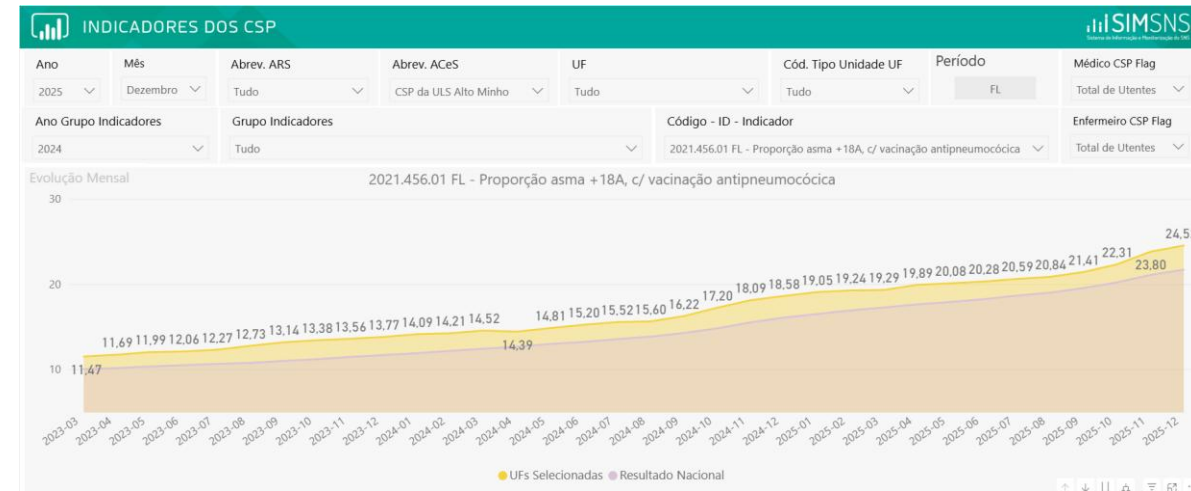 INDICADORES DOS CSP
SIMSNS
Ano Mês Abrev. ARS Abrev. ACeS UF Cód. Tipo Unidade UF Período Médico CSP Flag
2025 Dezembro Tudo CSP da ULS Alto Minho Tudo Tudo FL Total de Utentes
Ano Grupo Indicadores Grupo Indicadores Código - ID - Indicador Enfermeiro CSP Flag
2024 Tudo 2021.456.01 FL - Proporção asma +18A, c/ vacinação antipneumocócica Total de Utentes
Evolução Mensal 2021.456.01 FL - Proporção asma +18A, c/ vacinação antipneumocócica
30
20
10
11,47 11,69 11,99 12,06 12,27 12,73 13,14 13,38 13,56 13,77 14,09 14,21 14,52 14,39 14,81 15,20 15,52 15,60 16,22 17,20 18,09 18,58 19,05 19,24 19,29 19,89 20,08 20,28 20,59 20,84 21,41 22,31 23,80 24,5
2023-03 2023-04 2023-05 2023-06 2023-07 2023-08 2023-09 2023-10 2023-11 2023-12 2024-01 2024-02 2024-03 2024-04 2024-05 2024-06 2024-07 2024-08 2024-09 2024-10 2024-11 2024-12 2025-01 2025-02 2025-03 2025-04 2025-05 2025-06 2025-07 2025-08 2025-09 2025-10 2025-11 2025-12
UFs Selecionadas Resultado Nacional